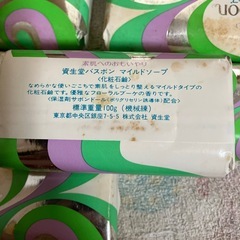 素肌へのおもいやり
資生堂バスボン マイルドソープ
〈化粧石鹸〉
なめらかな使いごこちで素肌をしっとり整えるマイルドタイプの
化粧石鹸です。優雅なフローラルブーケの香りです。
〈保湿剤サボンドール(ポリグリセリン誘導体)配合〉
標準重量100g(機械練)
東京都中央区銀座7-5-5 株式会社 資生堂
on